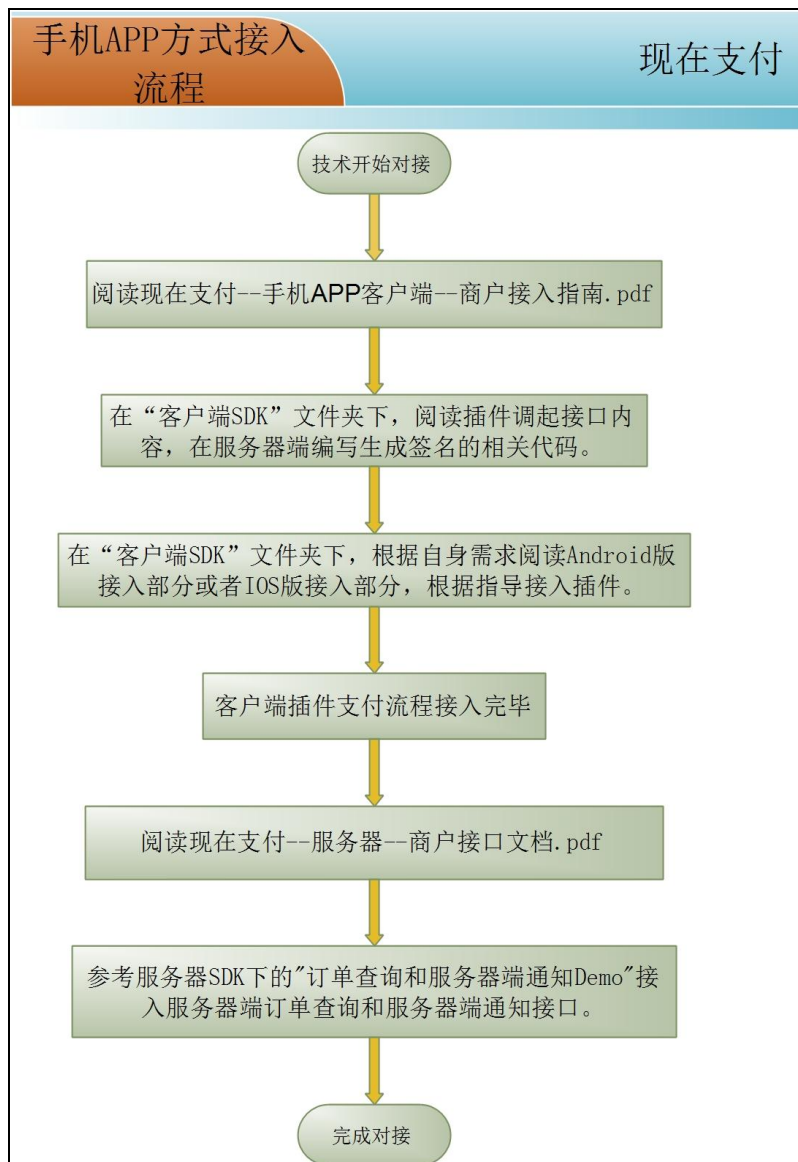 手机APP方式接入
流程
现在支付
技术开始对接
阅读现在支付--手机APP客户端--商户接入指南.pdf
在“客户端SDK”文件夹下，阅读插件调起接口内
容，在服务器端编写生成签名的相关代码。
在“客户端SDK”文件夹下，根据自身需求阅读Android版
接入部分或者IOS版接入部分，根据指导接入插件。
客户端插件支付流程接入完毕
阅读现在支付--服务器--商户接口文档.pdf
参考服务器SDK下的"订单查询和服务器端通知Demo"接
入服务器端订单查询和服务器端通知接口。
完成对接